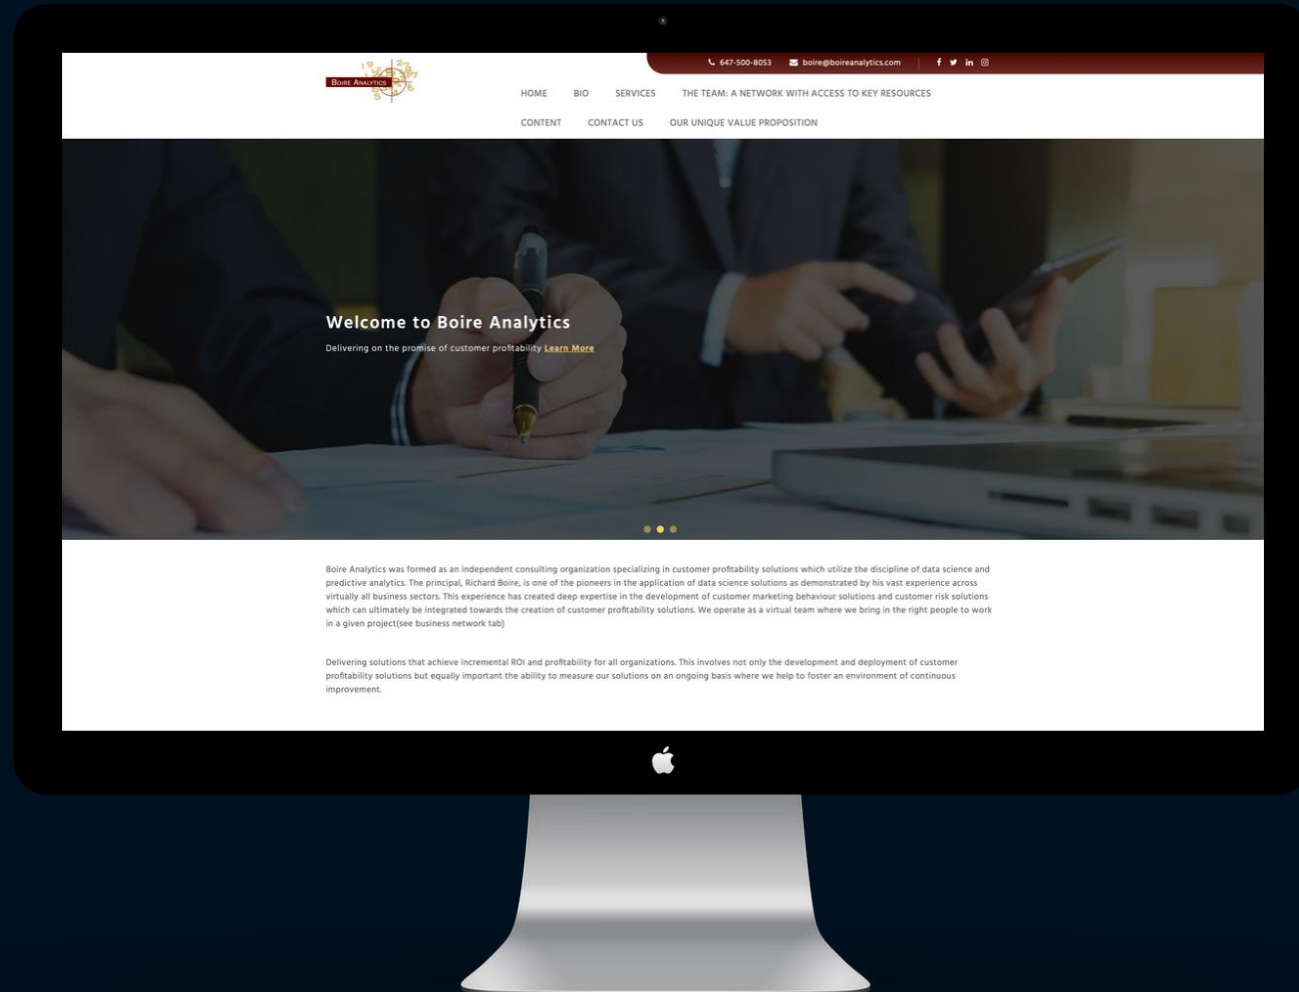 BOIRE ANALYTICS
647-500-8053 boire@boireanalytics.com
HOME BIO SERVICES THE TEAM: A NETWORK WITH ACCESS TO KEY RESOURCES
CONTENT CONTACT US OUR UNIQUE VALUE PROPOSITION
Welcome to Boire Analytics
Delivering on the promise of customer profitability Learn More
Boire Analytics was formed as an independent consulting organization specializing in customer profitability solutions which utilize the discipline of data science and
predictive analytics. The principal, Richard Boire, is one of the pioneers in the application of data science solutions as demonstrated by his vast experience across
virtually all business sectors. This experience has created deep expertise in the development of customer marketing behaviour solutions and customer risk solutions
which can ultimately be integrated towards the creation of customer profitability solutions. We operate as a virtual team where we bring in the right people to work
in a given project(see business network tab)
Delivering solutions that achieve incremental ROI and profitability for all organizations. This involves not only the development and deployment of customer
profitability solutions but equally important the ability to measure our solutions on an ongoing basis where we help to foster an environment of continuous
improvement.